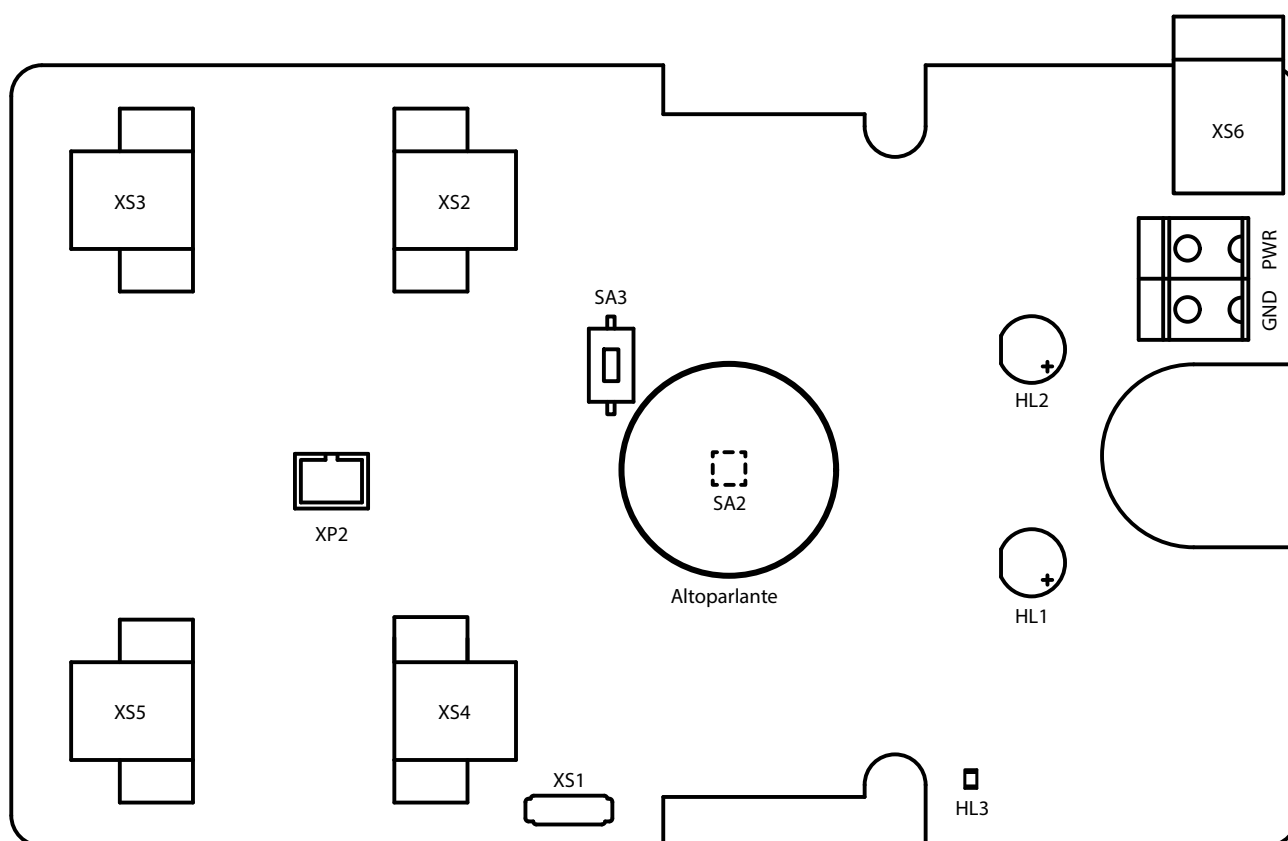 XS6
XS3
XS2
PWR
GND
SA3
HL2
SA2
XP2
Altoparlante
HL1
XS5
XS4
XS1
HL3